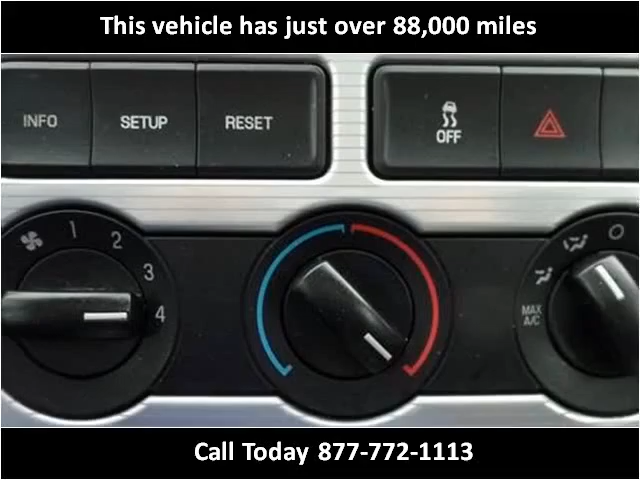 This vehicle has just over 88,000 miles
INFO SETUP RESET OFF
1 2 3 4
MAX
A/C
O
Call Today 877-772-1113